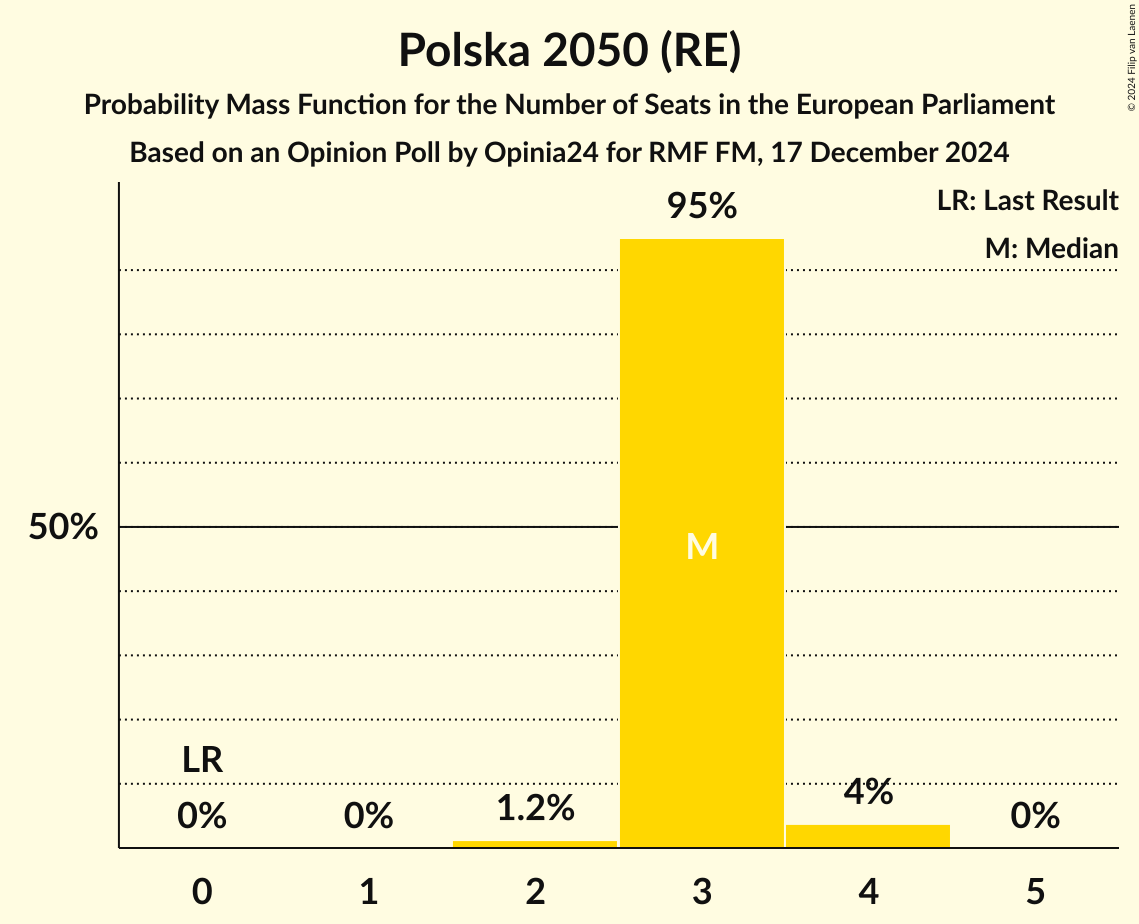 Polska 2050 (RE)
Probability Mass Function for the Number of Seats in the European Parliament
Based on an Opinion Poll by Opinia24 for RMF FM, 17 December 2024
© 2024 Filip van Laenen
LR: Last Result
M: Median
95%
50%
M
LR
0%
0%
1.2%
4%
0%
0
1
2
3
4
5